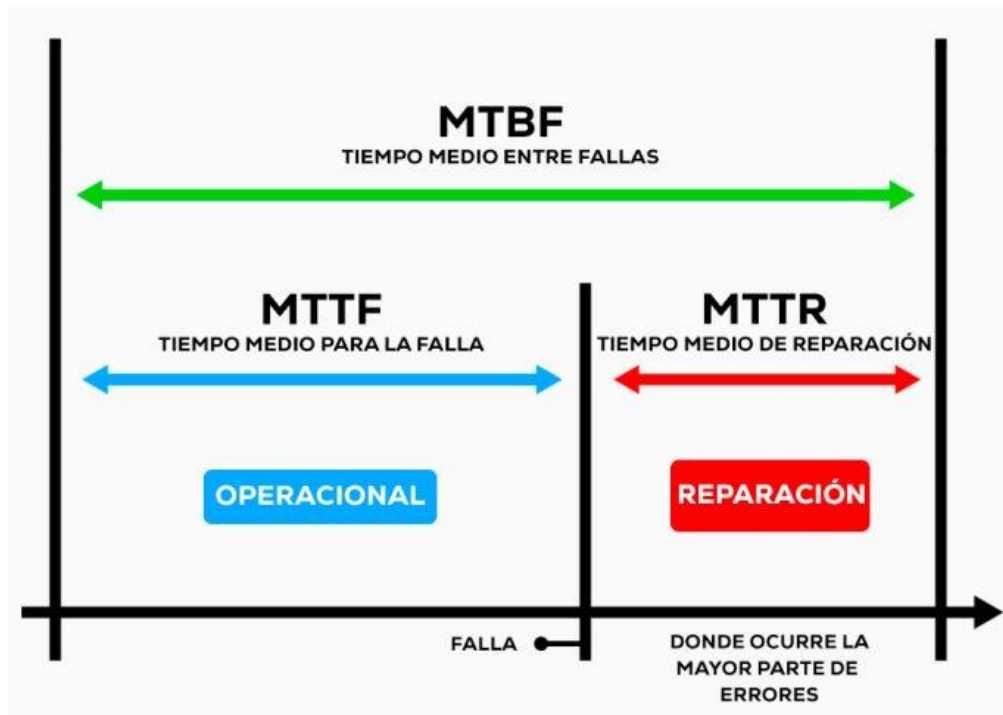 MTBF
TIEMPO MEDIO ENTRE FALLAS
MTTF
TIEMPO MEDIO PARA LA FALLA
MTTR
TIEMPO MEDIO DE REPARACIÓN
OPERACIONAL
REPARACIÓN
FALLA
DONDE OCURRE LA
MAYOR PARTE DE
ERRORES